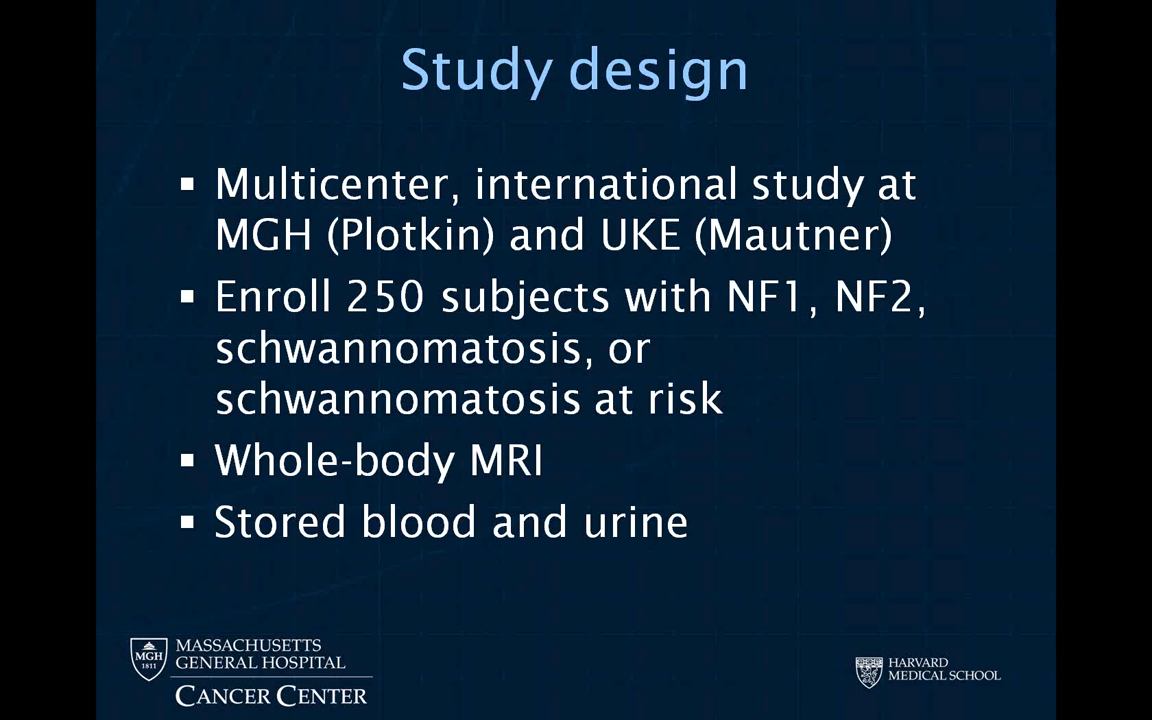 Study design
▪ Multicenter, international study at
MGH (Plotkin) and UKE (Mautner)
▪ Enroll 250 subjects with NF1, NF2,
schwannomatosis, or
schwannomatosis at risk
▪ Whole-body MRI
▪ Stored blood and urine
MGH
1811
MASSACHUSETTS
GENERAL HOSPITAL
CANCER CENTER
HARVARD
MEDICAL SCHOOL